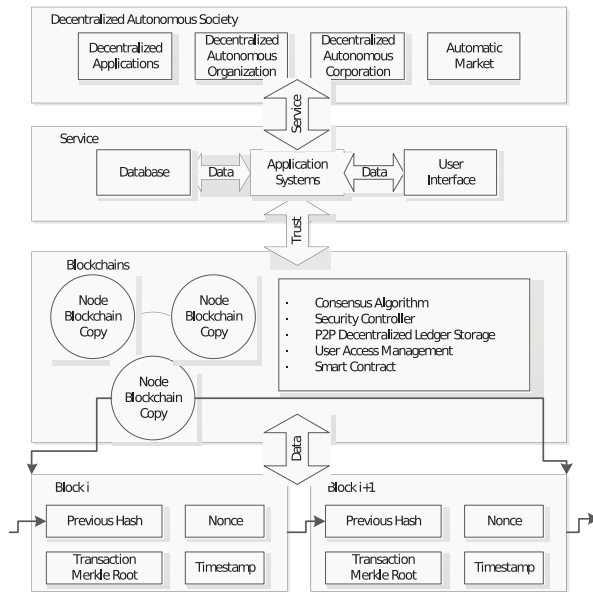 Decentralized Autonomous Society
Decentralized
Applications
Decentralized
Autonomous
Organization
Decentralized
Autonomous
Corporation
Automatic
Market
Service
Service
Database
Data
Application
Systems
Data
User
Interface
Trust
Blockchains
Node
Blockchain
Copy
Node
Blockchain
Copy
Node
Blockchain
Copy
· Consensus Algorithm
· Security Controller
· P2P Decentralized Ledger Storage
· User Access Management
· Smart Contract
Data
Block i
Previous Hash
Nonce
Transaction
Merkle Root
Timestamp
Block i+1
Previous Hash
Nonce
Transaction
Merkle Root
Timestamp